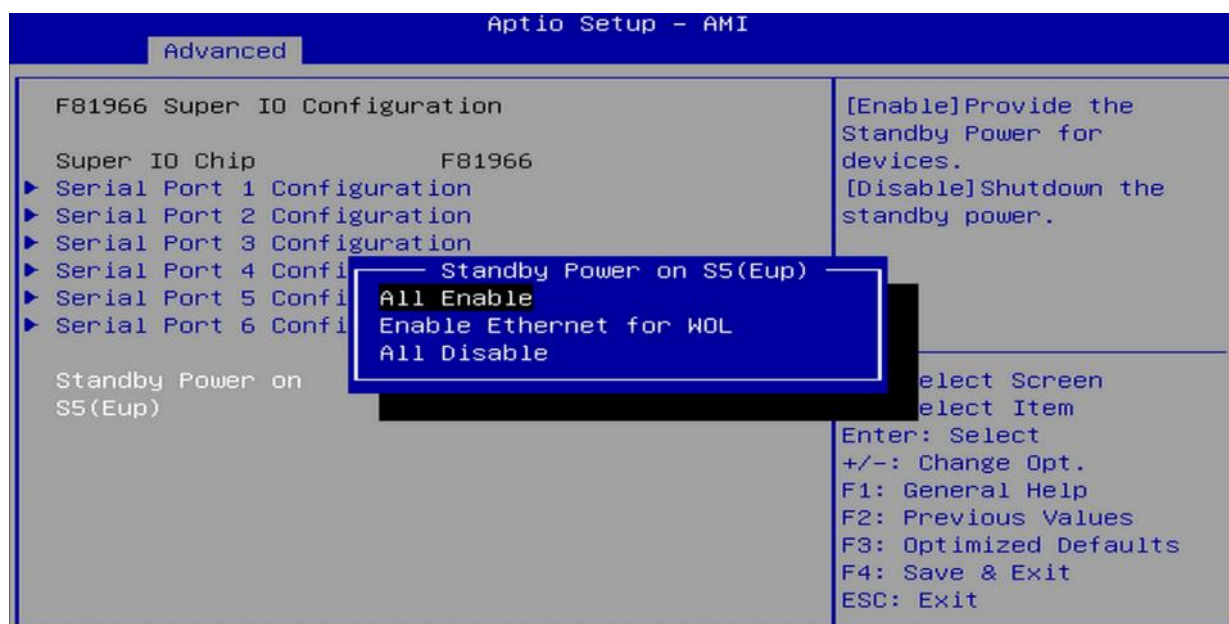 Aptio Setup – AMI
Advanced
F81966 Super IO Configuration
Super IO Chip F81966
Serial Port 1 Configuration
Serial Port 2 Configuration
Serial Port 3 Configuration
Serial Port 4 Confi
Serial Port 5 Confi
Serial Port 6 Confi
Standby Power on
S5(Eup)
Standby Power on S5(Eup)
All Enable
Enable Ethernet for WOL
All Disable
[Enable]Provide the
Standby Power for
devices.
[Disable]Shutdown the
standby power.
elect Screen
elect Item
Enter: Select
+/-: Change Opt.
F1: General Help
F2: Previous Values
F3: Optimized Defaults
F4: Save & Exit
ESC: Exit